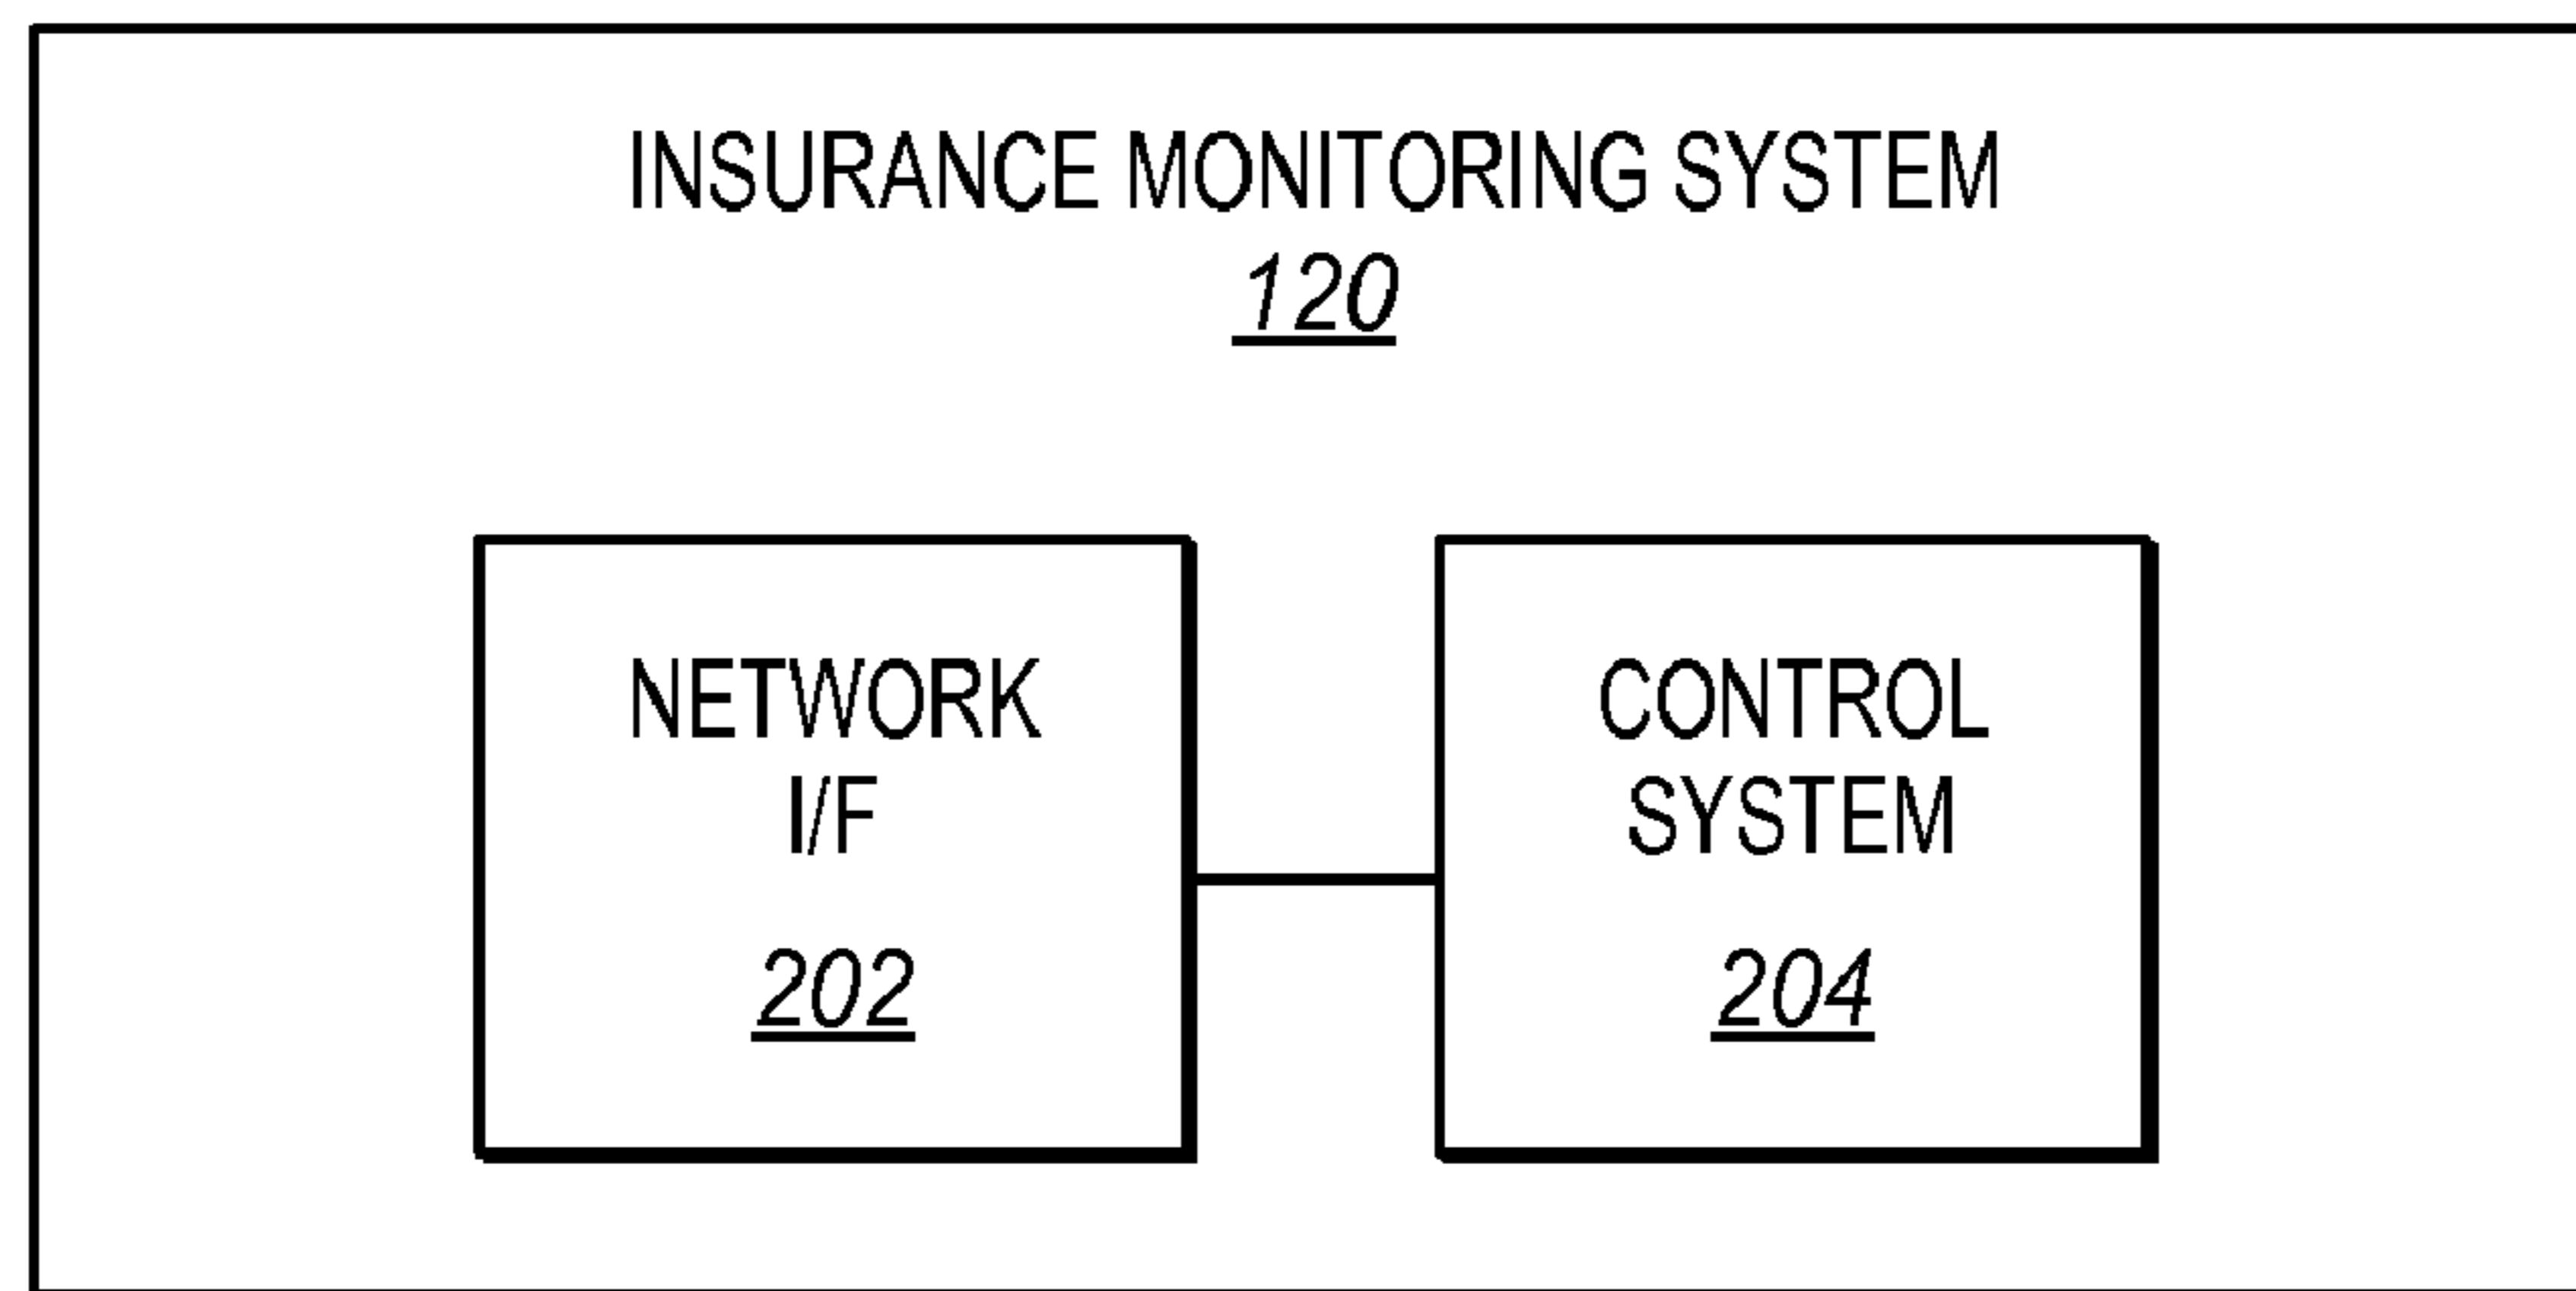 INSURANCE MONITORING SYSTEM
120
NETWORK
I/F
202
CONTROL
SYSTEM
204